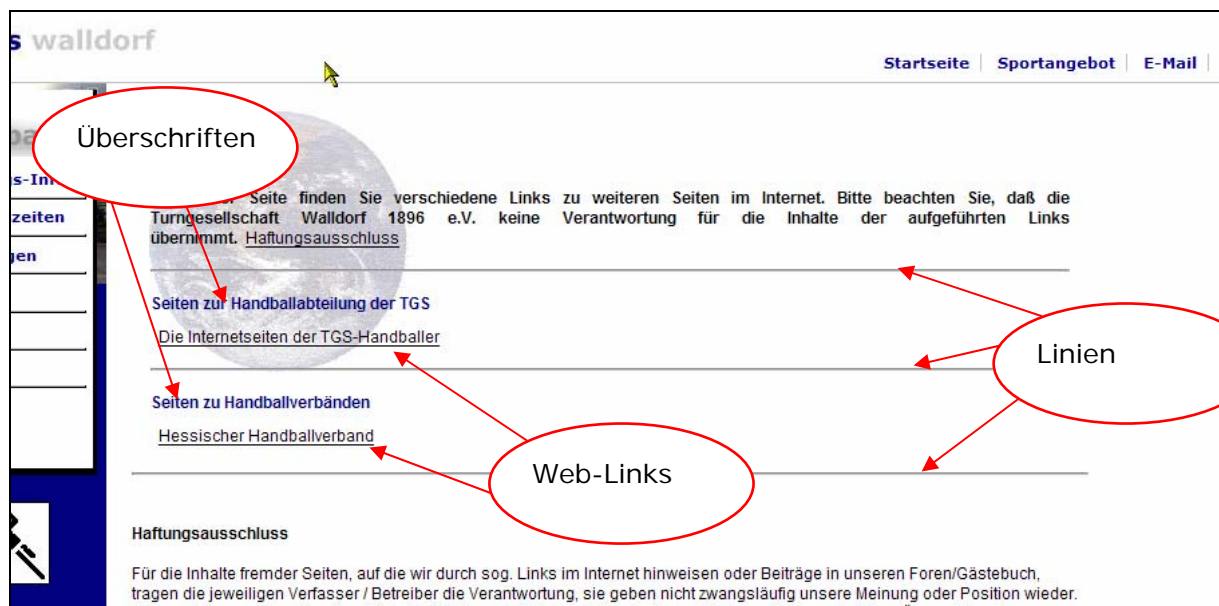 s walldorf
Startseite Sportangebot E-Mail
Überschriften
s-In
zeiten
gen
Seite finden Sie verschiedene Links zu weiteren Seiten im Internet. Bitte beachten Sie, daß die
Turngesellschaft Walldorf 1896 e.V. keine Verantwortung für die Inhalte der aufgeführten Links
übernimmt. Haftungsausschluss
Seiten zur Handballabteilung der TGS
Die Internetseiten der TGS-Handballer
Linien
Seiten zu Handballverbänden
Hessischer Handballverband
Web-Links
Haftungsausschluss
Für die Inhalte fremder Seiten, auf die wir durch sog. Links im Internet hinweisen oder Beiträge in unseren Foren/Gästebuch,
tragen die jeweiligen Verfasser / Betreiber die Verantwortung, sie geben nicht zwangsläufig unsere Meinung oder Position wieder.